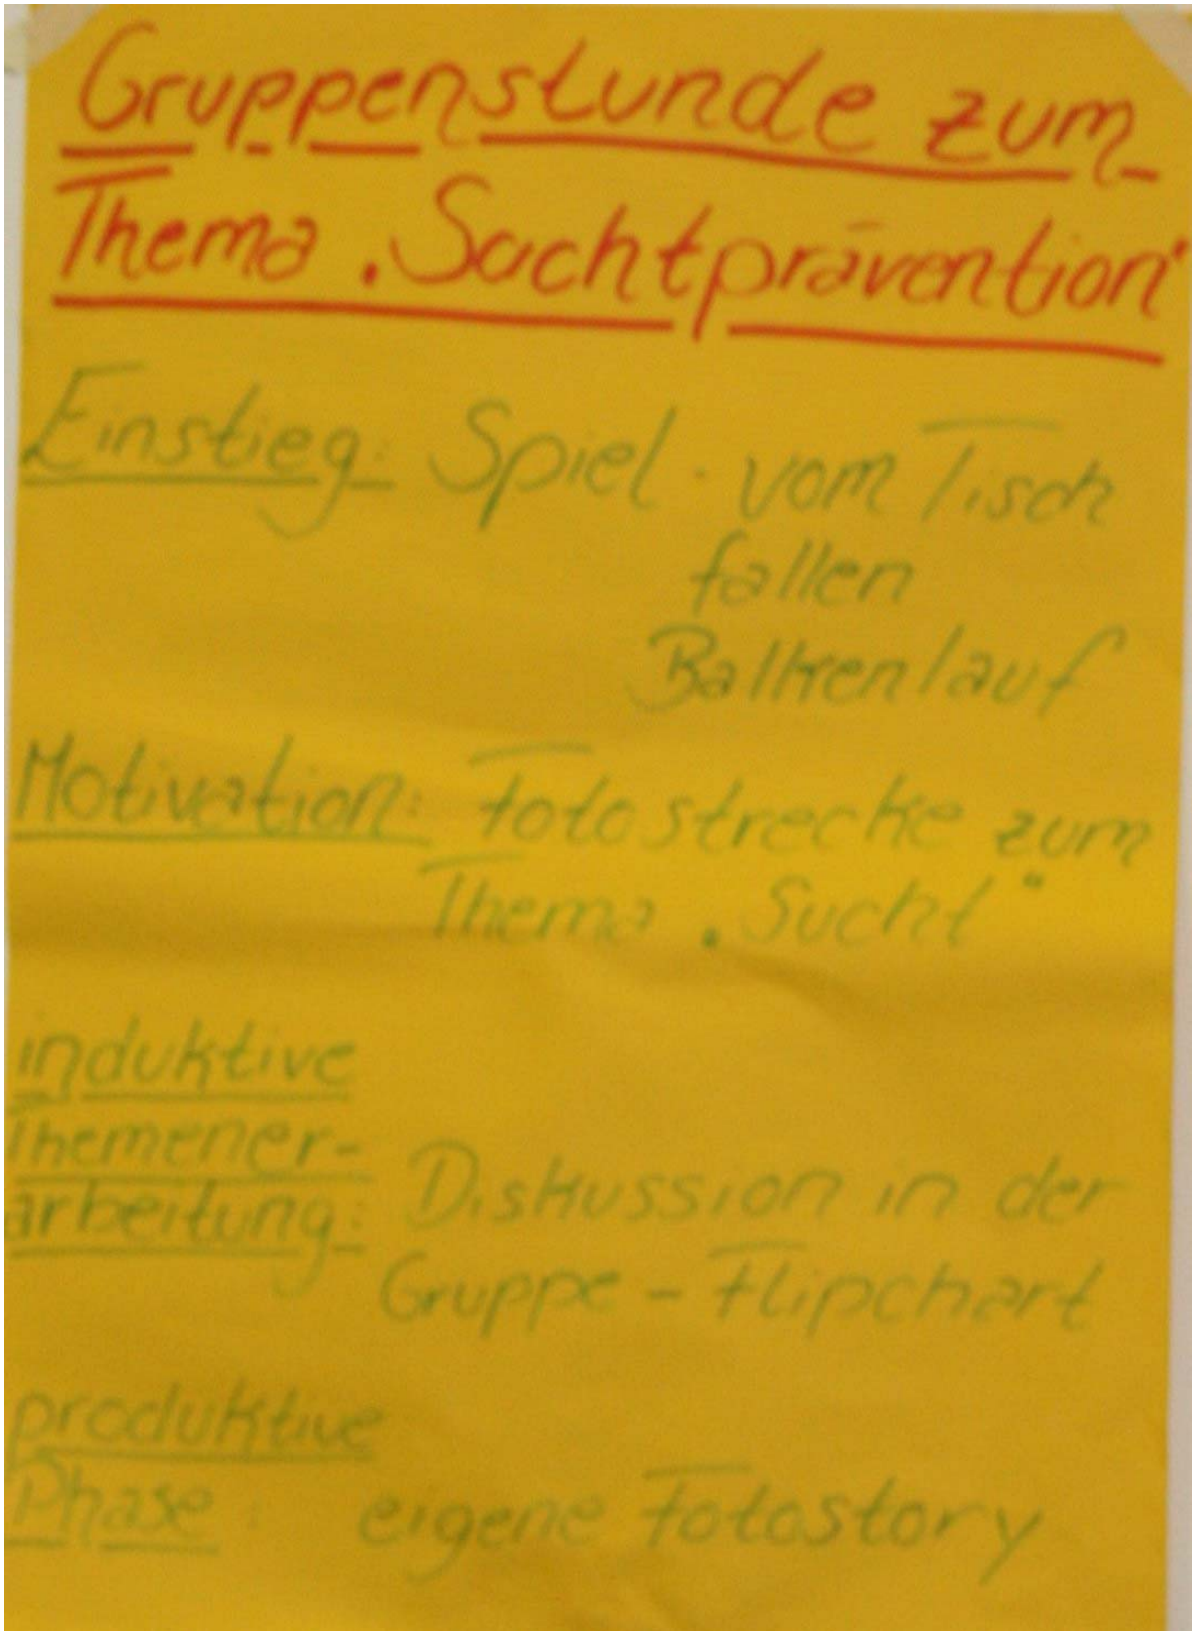 Gruppenstunde zum
Thema „Suchtprävention"
Einstieg: Spiel - vom Tisch
fallen
Balkenlauf
Motivation: Fotostrecke zum
Thema „Sucht"
induktive
Themener-
arbeitung: Diskussion in der
Gruppe - Flipchart
produktive
Phase: eigene Fotostory